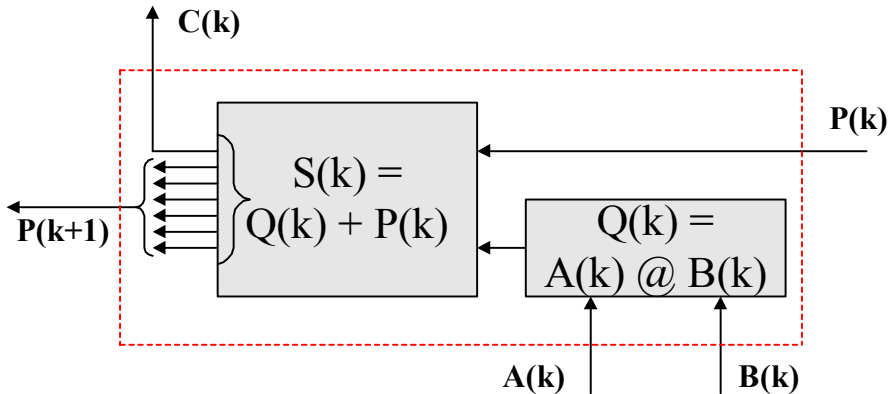 C(k)
P(k)
S(k) =
Q(k) + P(k)
P(k+1)
Q(k) =
A(k) @ B(k)
A(k)
B(k)